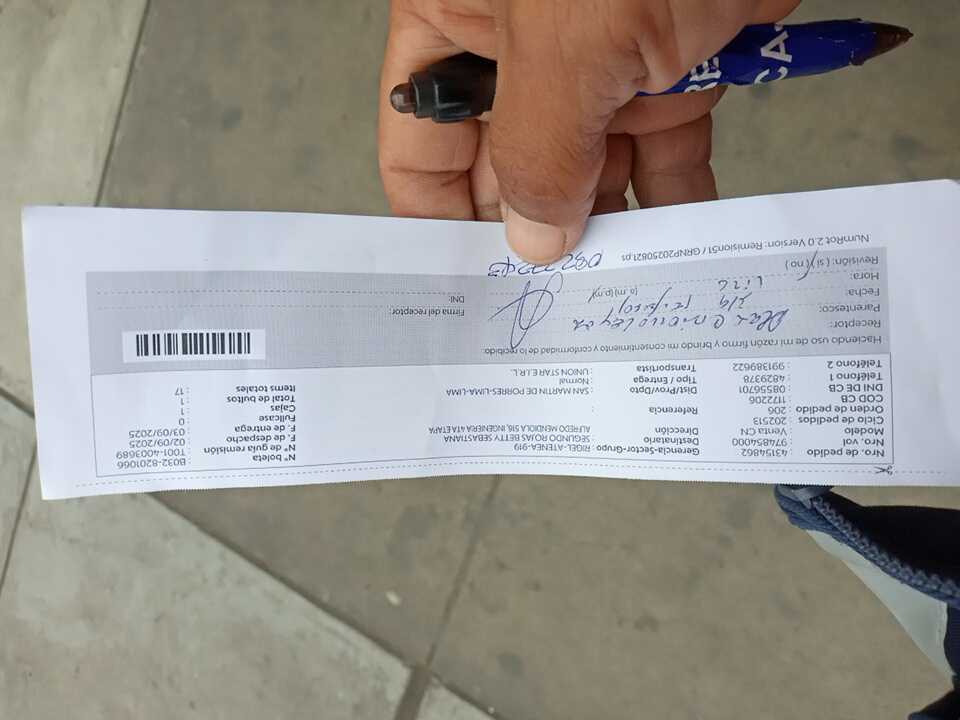 Nro. de pedido : 43154862
Nro. vol : 974854000
Modelo : Venta CN
Ciclo de pedidos : 202513
Orden de pedido : 206
COD CB : 1172206
DNI DE CB : 08556701
Teléfono 1 : 4829378
Teléfono 2 : 991389622
Gerencia-Sector-Grupo : RIGEL-ATENEA-919
Destinatario : SEGUNDO ROJAS BETTY SEBASTIANA
Dirección : ALFREDO MENDIOLA 516, INGENIERIA 4TA ETAPA
Referencia :
Dist/Prov/Dpto : SAN MARTIN DE PORRES-LIMA-LIMA
Tipo / Entrega : Normal
Transportista : UNION STAR E.I.R.L.
N° Boleta : B032-8201066
N° de guía remisión : T001-4003689
F. de despacho : 02/09/2025
F. de entrega : 03/09/2025
Fullcase : 0
Cajas : 1
Total de bultos : 1
Items totales : 17
Haciendo uso de mi razón firmo y brindo mi consentimiento y conformidad de lo recibido:
Receptor:
Parentesco:
Fecha:
Hora: (a.m) (p.m)
Revisión: ( si ) ( no )
Firma del receptor:
DNI:
NumRot 2.0 Version: Remision51 / GRNP20250821.ps
RE
CA